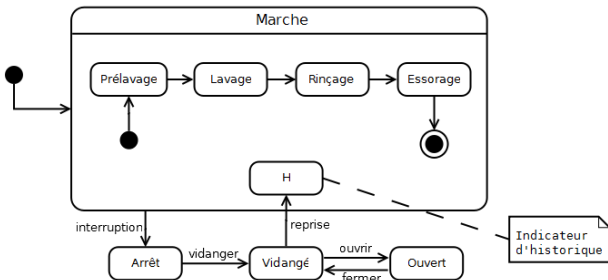 Marche
Prélavage
Lavage
Rinçage
Essorage
H
interruption
reprise
Indicateur
d'historique
Arrêt
vidanger
Vidangé
ouvrir
fermer
Ouvert